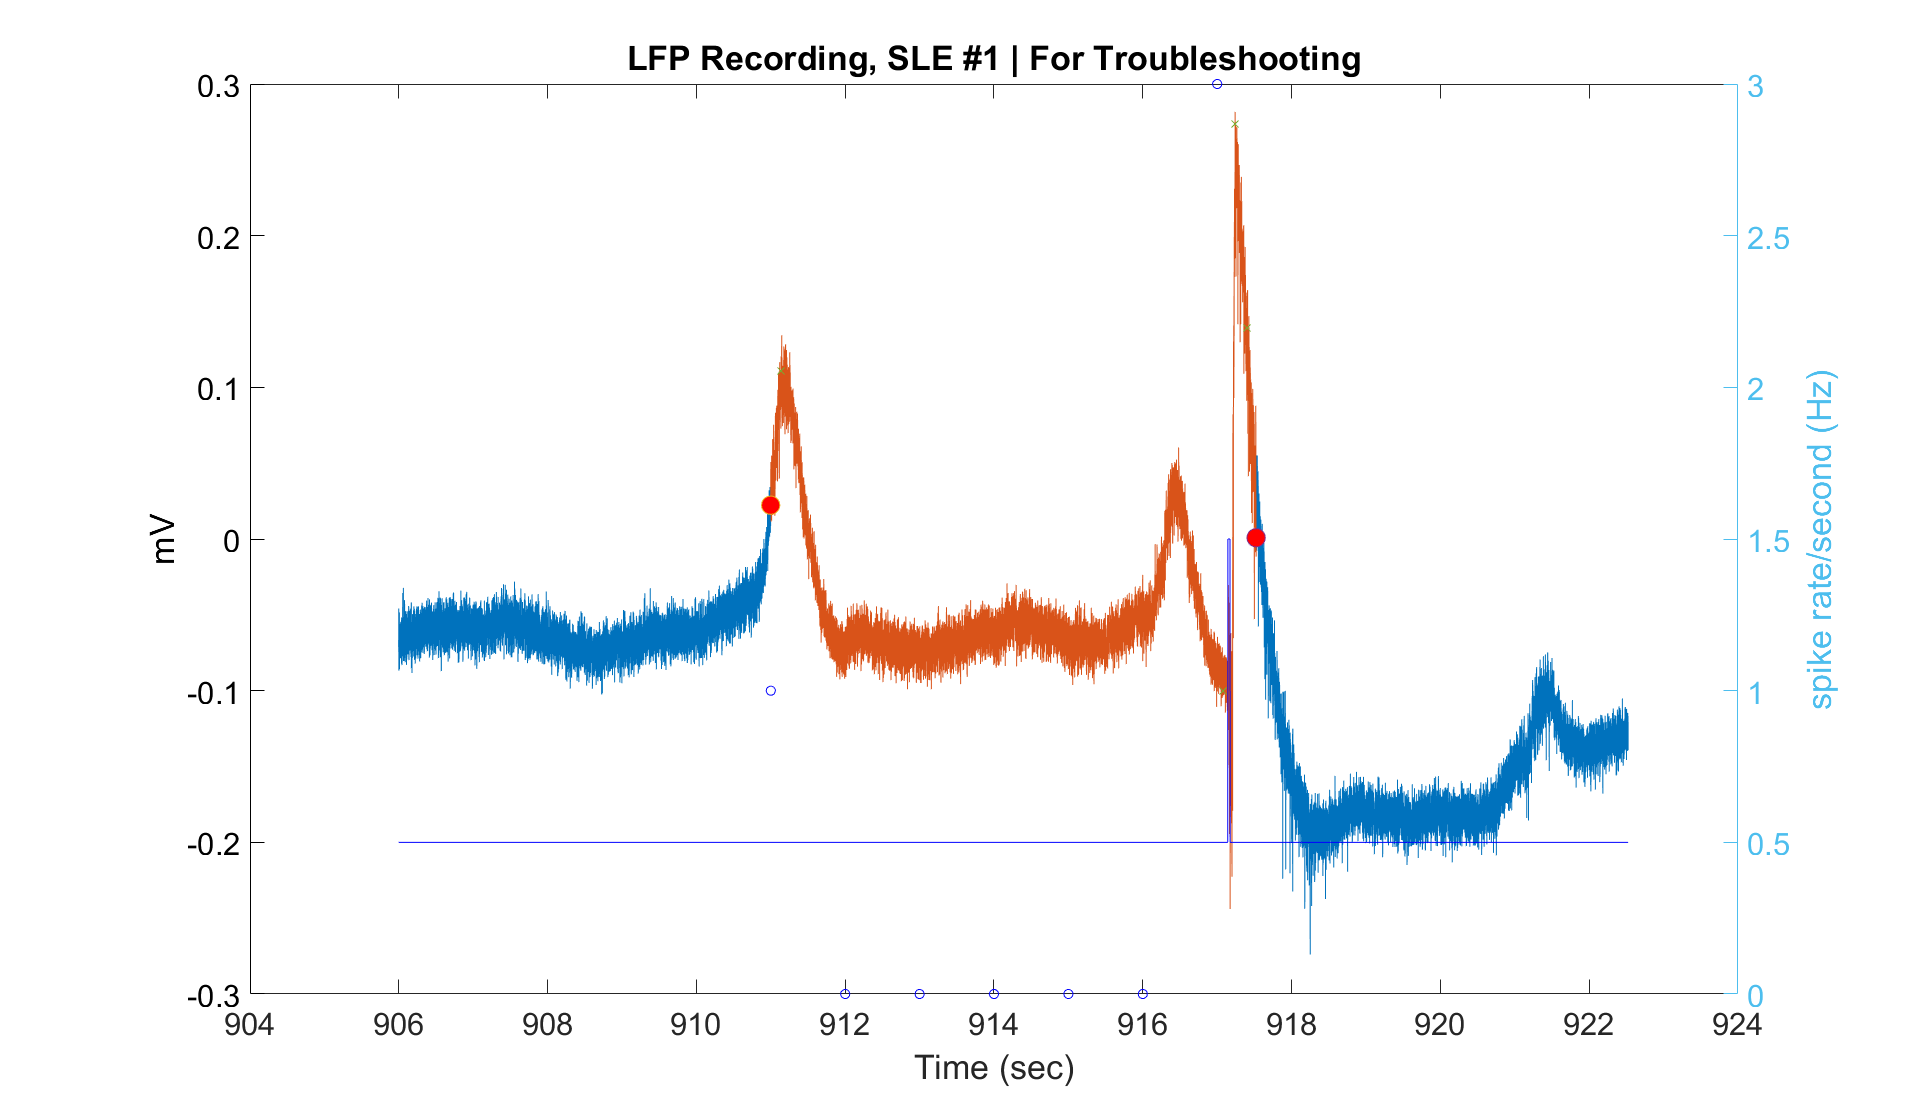 LFP Recording, SLE #1 | For Troubleshooting
0.3
0.2
0.1
0
-0.1
-0.2
-0.3
mV
3
2.5
2
1.5
1
0.5
0
spike rate/second (Hz)
904 906 908 910 912 914 916 918 920 922 924
Time (sec)